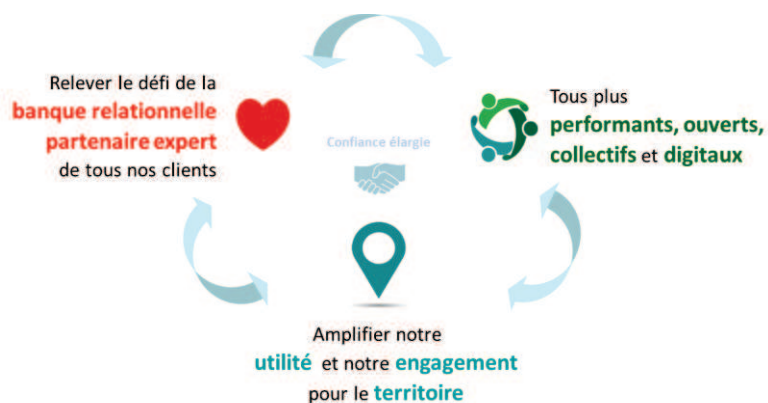 Relever le défi de la
banque relationnelle
partenaire expert
de tous nos clients
Confiance élargie
Tous plus
performants, ouverts,
collectifs et digitaux
Amplifier notre
utilité et notre engagement
pour le territoire